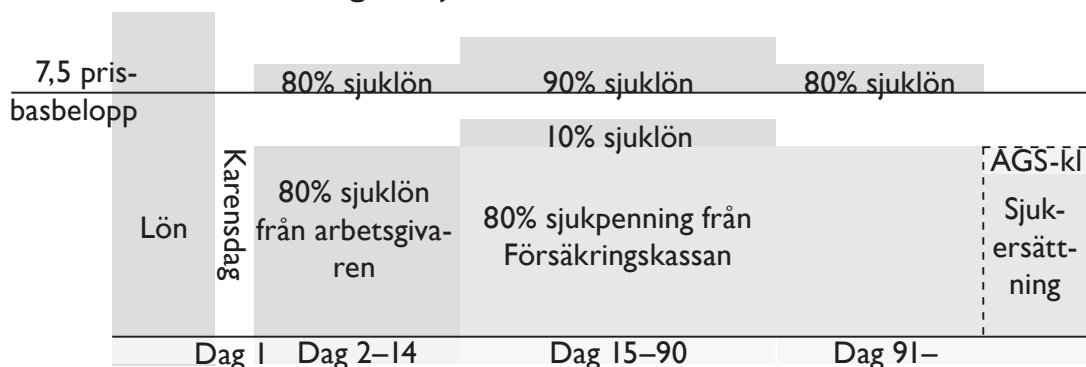 7,5 pris-
basbelopp
80% sjuklön
90% sjuklön
80% sjuklön
10% sjuklön
Lön
Karensdag
80% sjuklön
från arbetsgiva-
ren
80% sjukpenning från
Försäkringskassan
AGS-kl
Sjuk-
ersätt-
ning
Dag 1
Dag 2–14
Dag 15–90
Dag 91–